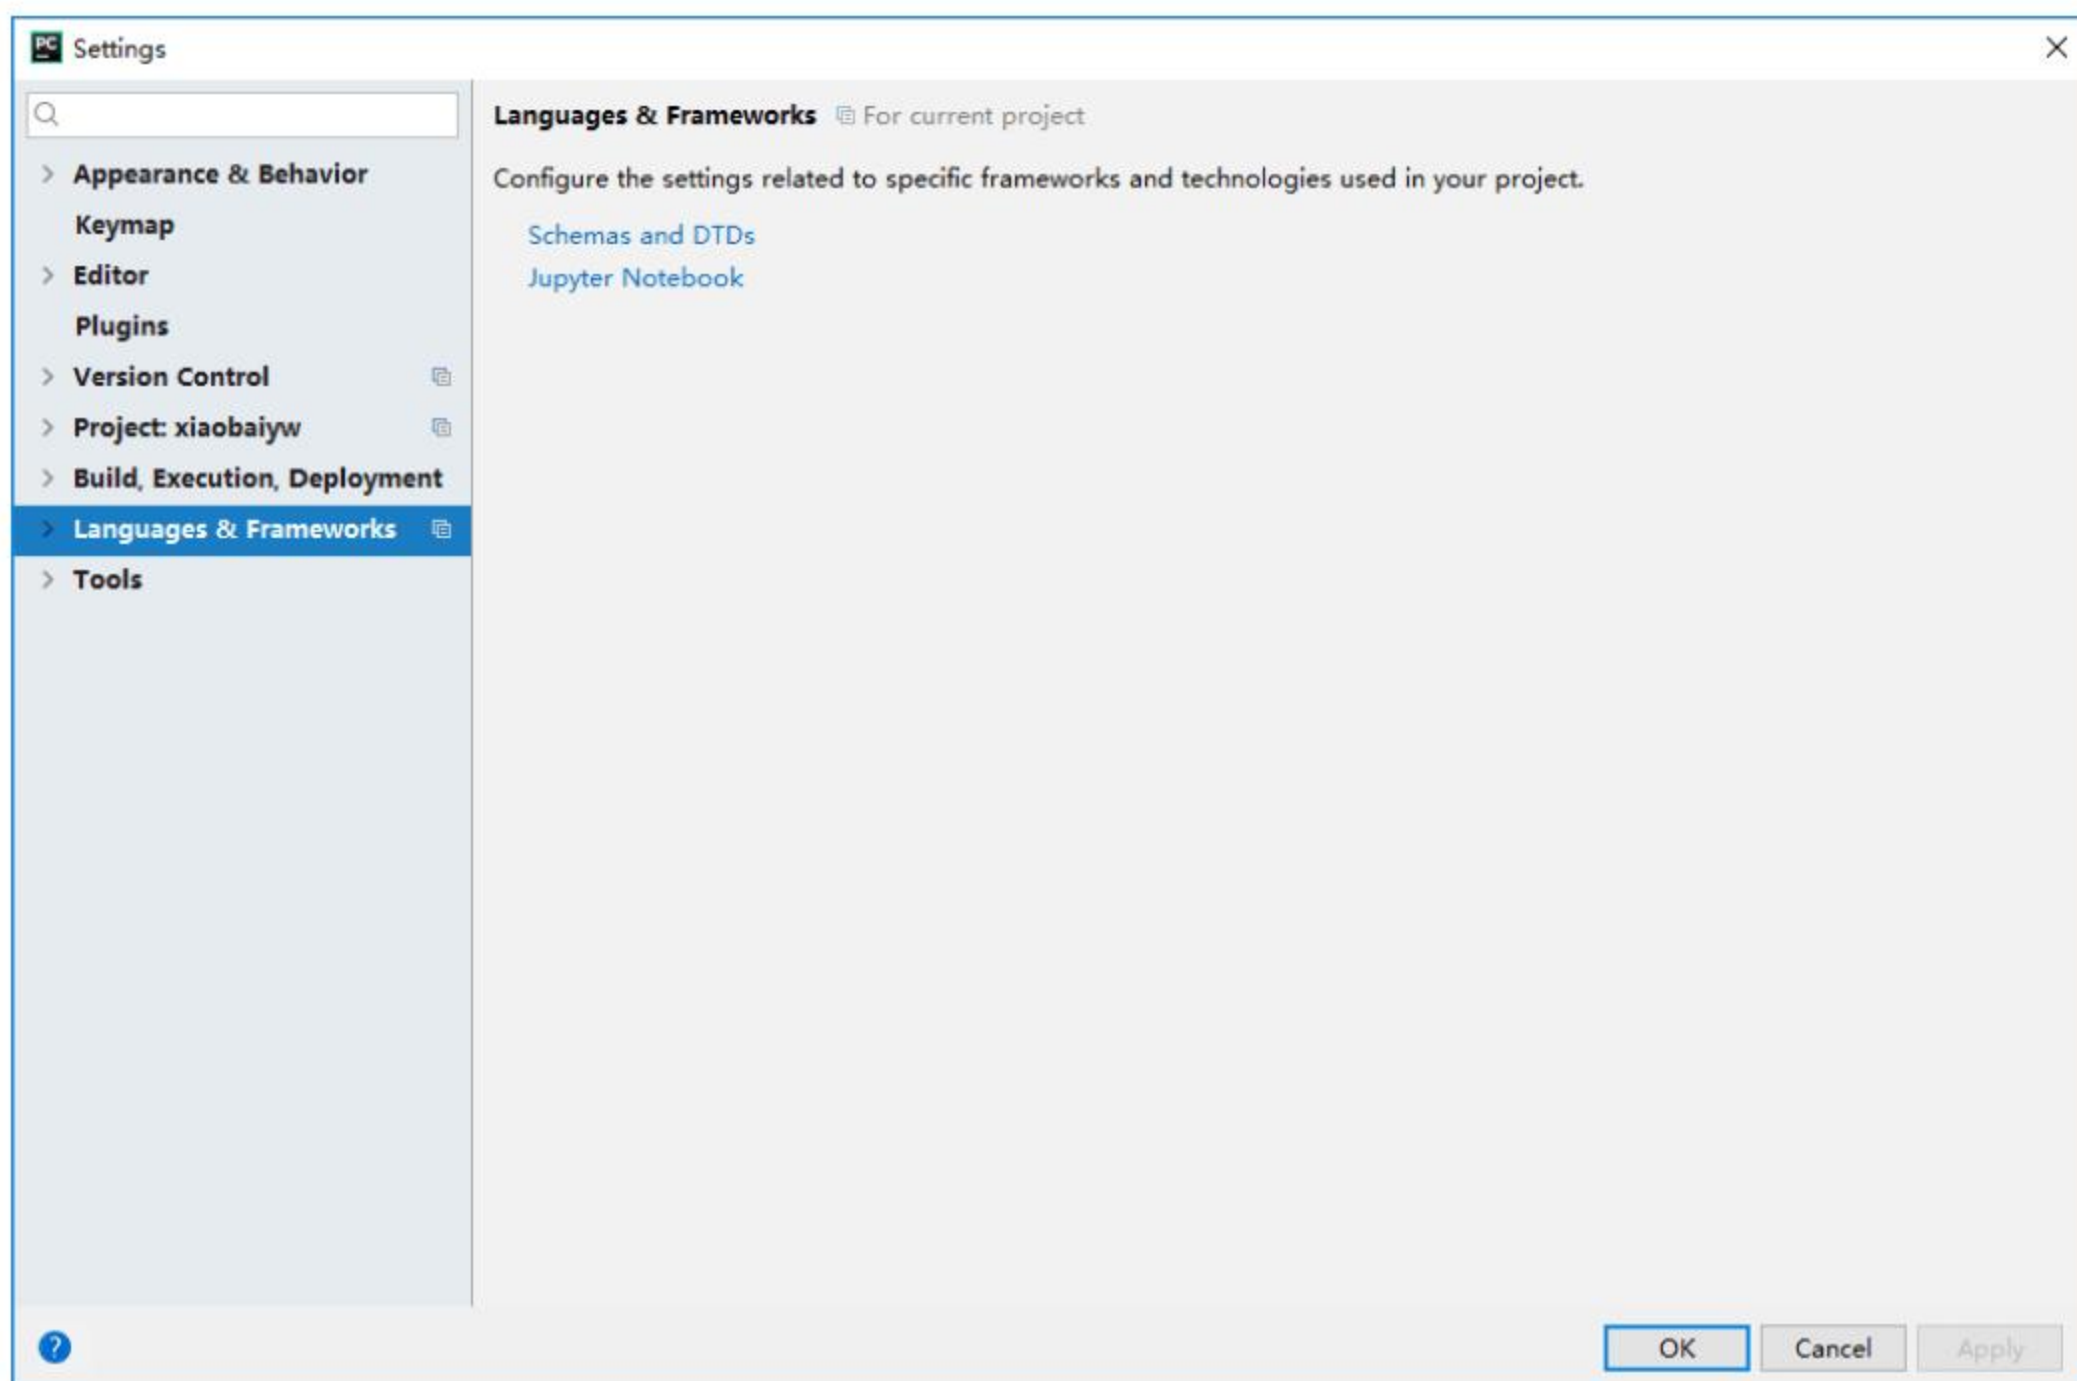 PC Settings
Languages & Frameworks For current project
Appearance & Behavior
Configure the settings related to specific frameworks and technologies used in your project.
Keymap
Schemas and DTDs
Editor
Jupyter Notebook
Plugins
Version Control
Project: xiaobaiyw
Build, Execution, Deployment
Languages & Frameworks
Tools
?
OK Cancel Apply